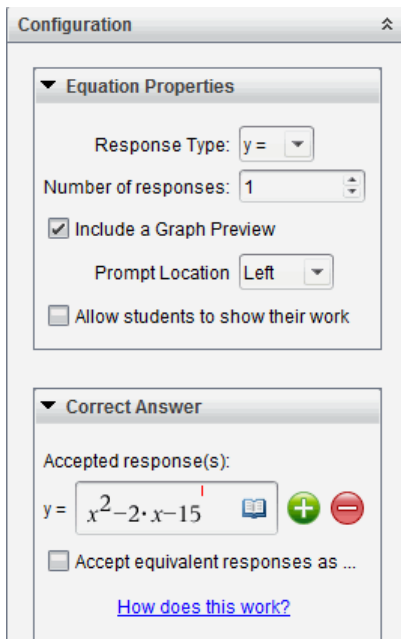 Configuration
Equation Properties
Response Type: y =
Number of responses: 1
Include a Graph Preview
Prompt Location Left
Allow students to show their work
Correct Answer
Accepted response(s):
y = x²−2·x−15
Accept equivalent responses as ...
How does this work?